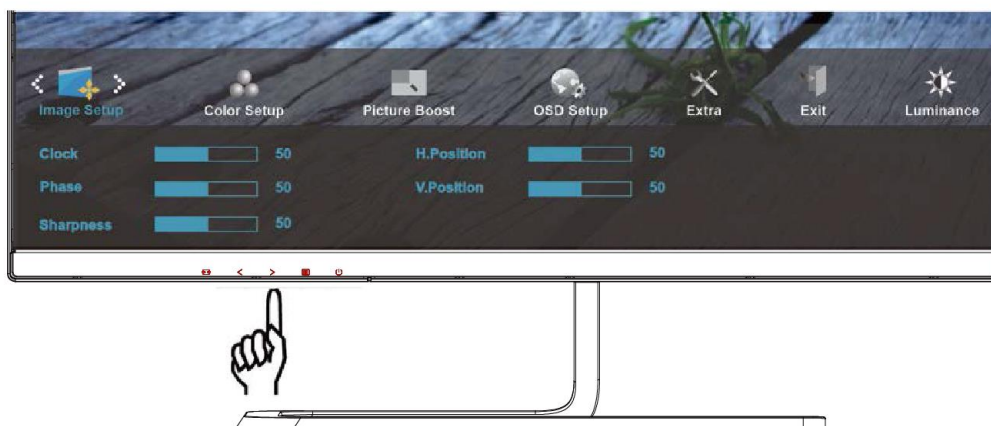 Image Setup Color Setup Picture Boost OSD Setup Extra Exit Luminance
Clock 50 H.Position 50
Phase 50 V.Position 50
Sharpness 50